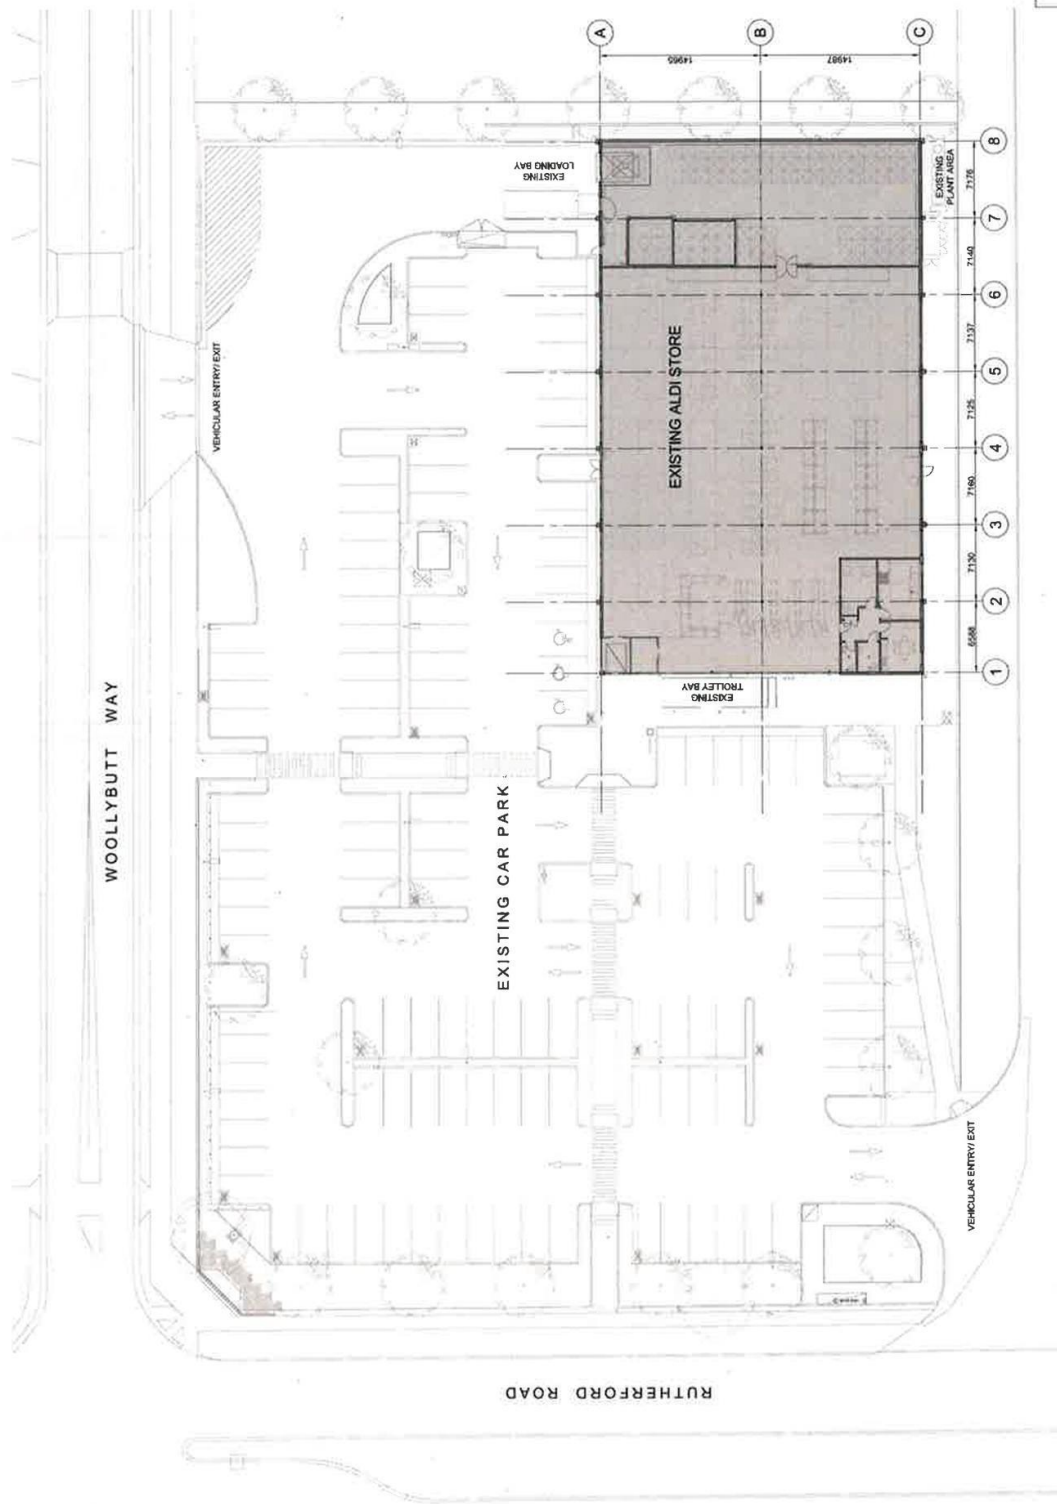 A
B
C
14965
14987
EXISTING
LOADING BAY
8
EXISTING
PLANT AREA
7176
7
7140
6
7137
5
7125
4
7160
3
7130
2
6588
1
VEHICULAR ENTRY/ EXIT
EXISTING ALDI STORE
EXISTING
TROLLEY BAY
WOOLLYBUTT WAY
EXISTING CAR PARK
VEHICULAR ENTRY/ EXIT
RUTHERFORD ROAD